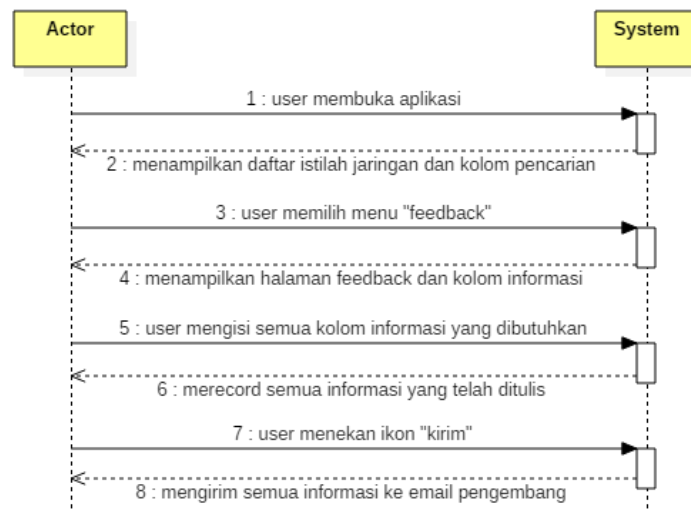 Actor
System
1 : user membuka aplikasi
2 : menampilkan daftar istilah jaringan dan kolom pencarian
3 : user memilih menu "feedback"
4 : menampilkan halaman feedback dan kolom informasi
5 : user mengisi semua kolom informasi yang dibutuhkan
6 : merecord semua informasi yang telah ditulis
7 : user menekan ikon "kirim"
8 : mengirim semua informasi ke email pengembang